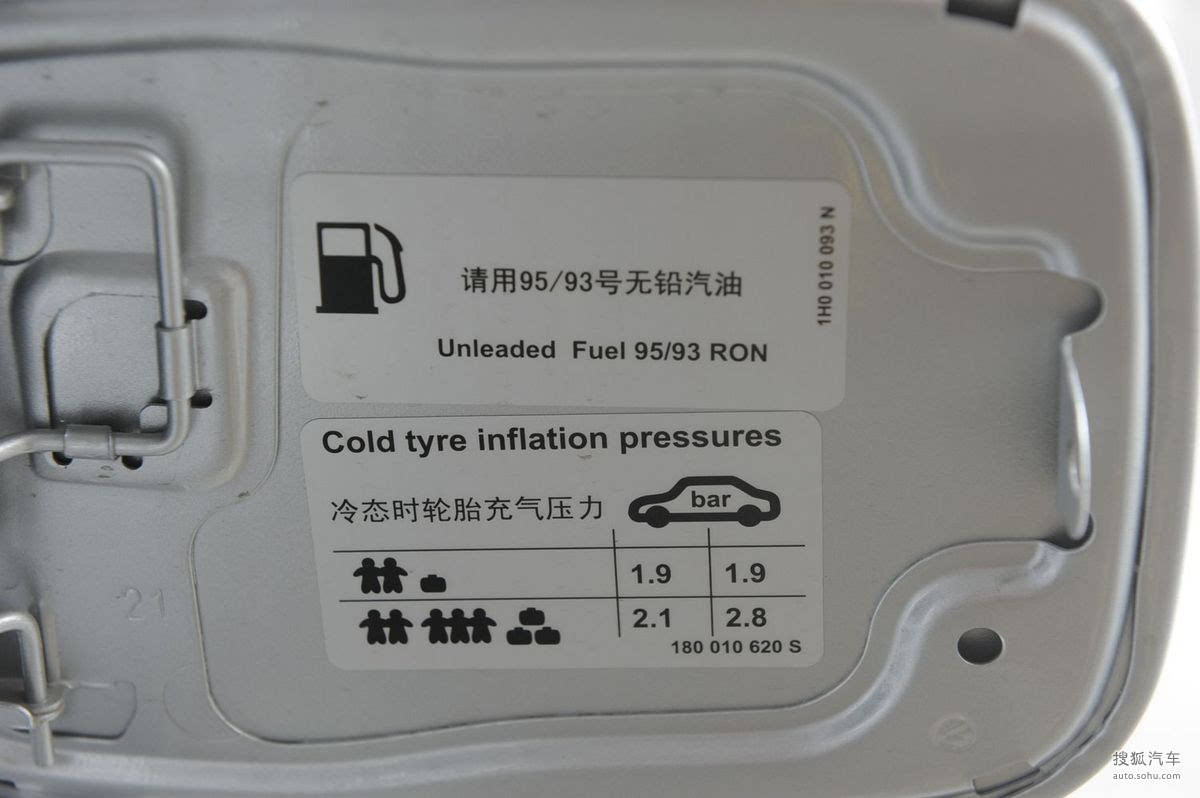 请用95/93号无铅汽油
Unleaded Fuel 95/93 RON
1H0 010 093 N
Cold tyre inflation pressures
冷态时轮胎充气压力
bar
1.9 1.9
2.1 2.8
180 010 620 S
21
搜狐汽车
auto.sohu.com